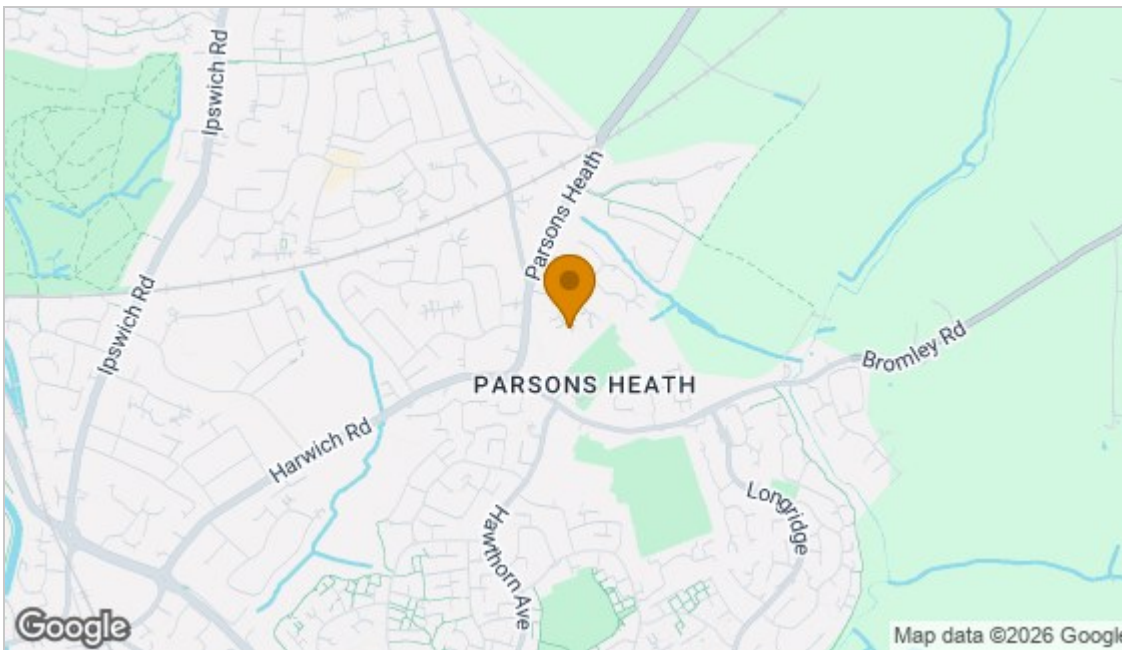 Ipswich Rd
Parsons Heath
Ipswich Rd
Bromley Rd
PARSONS HEATH
Harwich Rd
Longridge
Hawthorn Ave
Google
Map data ©2026 Google